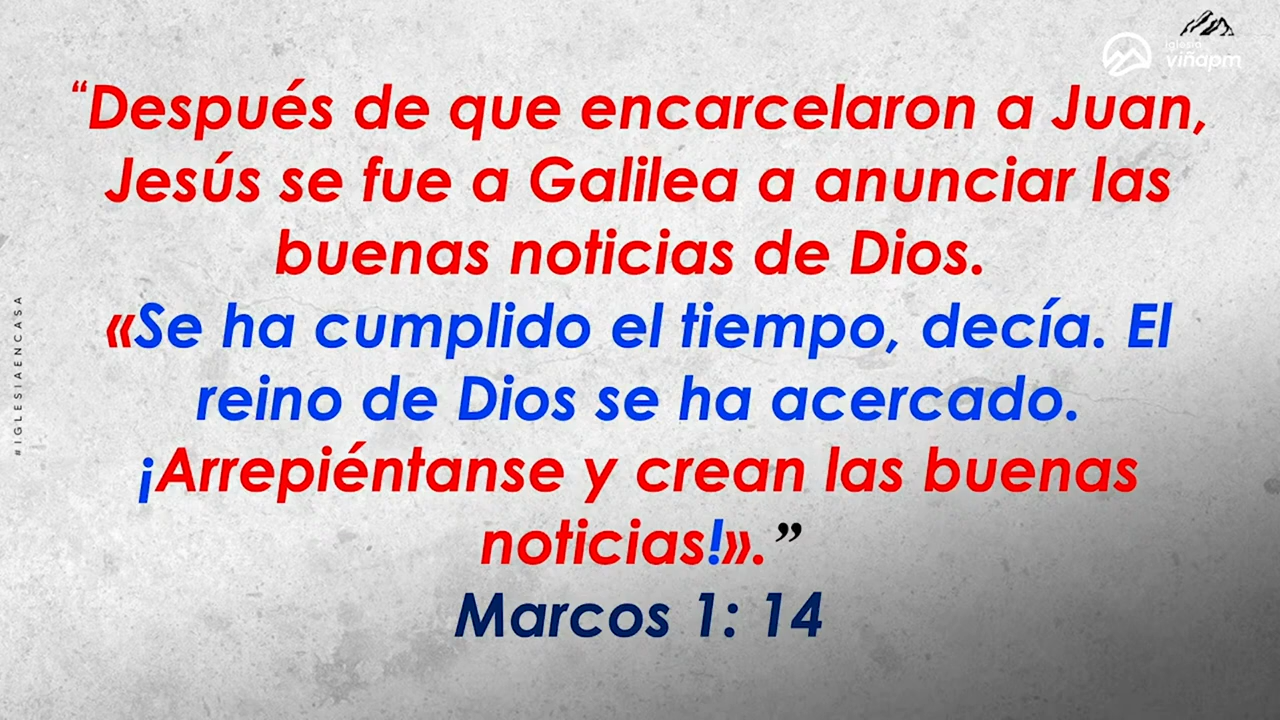 Iglesia
viñapm
“Después de que encarcelaron a Juan,
Jesús se fue a Galilea a anunciar las
buenas noticias de Dios.
«Se ha cumplido el tiempo, decía. El
reino de Dios se ha acercado.
¡Arrepiéntanse y crean las buenas
noticias!».”
Marcos 1: 14
#IGLESIAENCASA